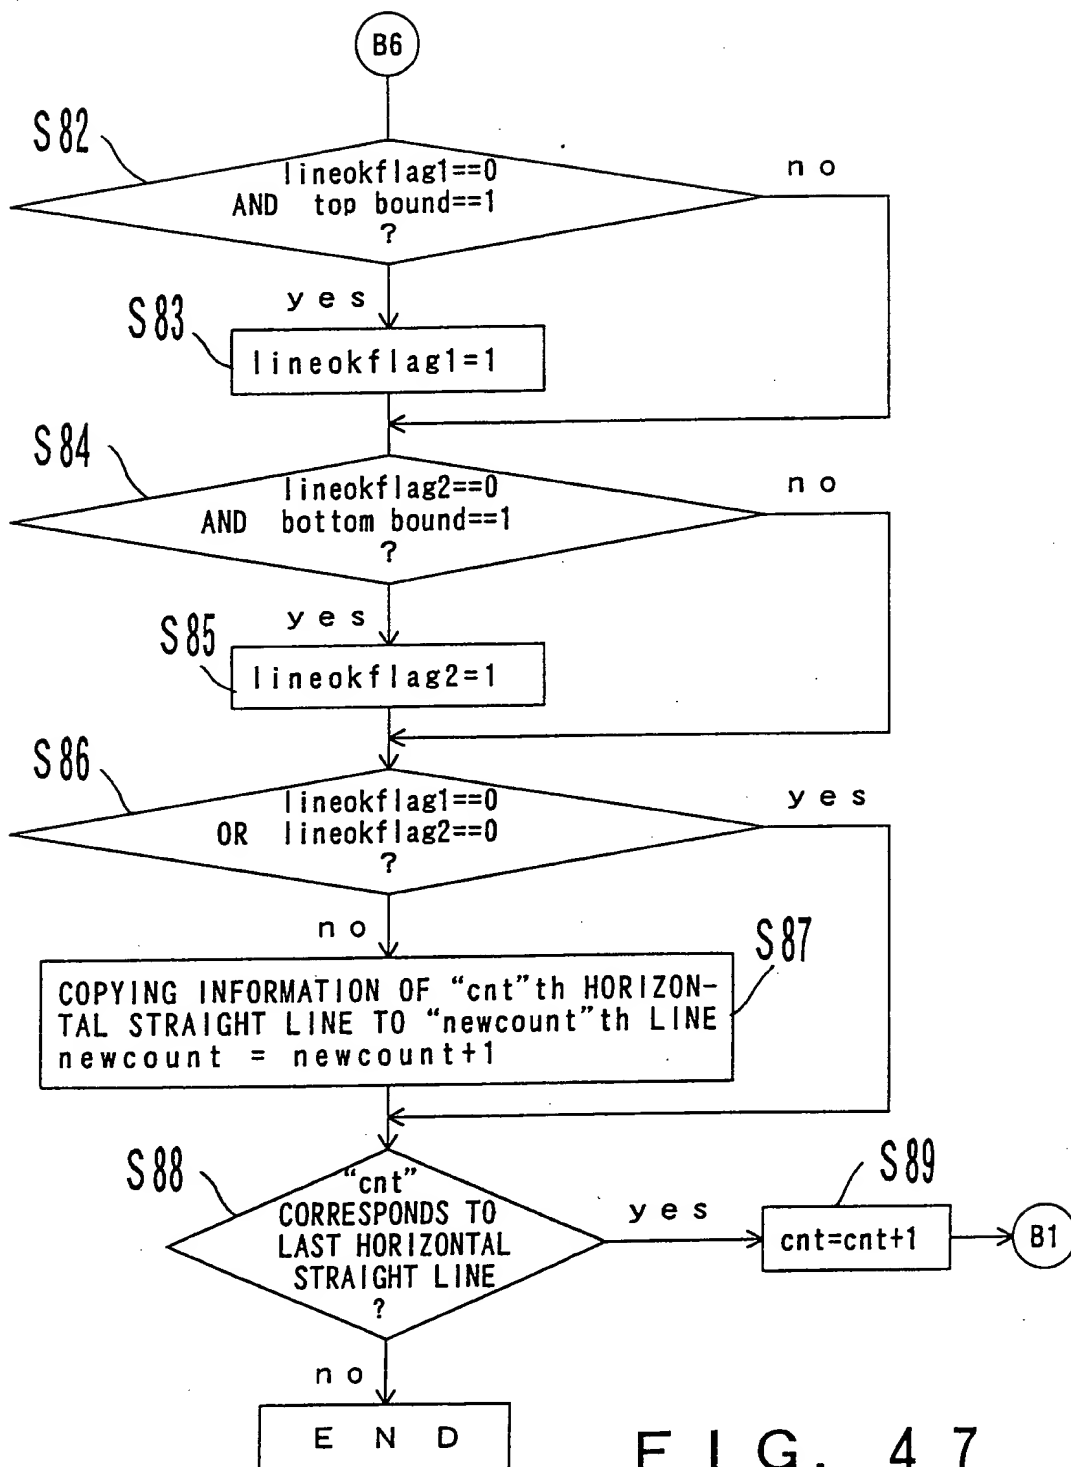 B6
S82
lineokflag1==0
AND top bound==1
?
no
yes
S83
lineokflag1=1
S84
lineokflag2==0
AND bottom bound==1
?
no
yes
S85
lineokflag2=1
S86
lineokflag1==0
OR lineokflag2==0
?
yes
no
S87
COPYING INFORMATION OF “cnt”th HORIZON-
TAL STRAIGHT LINE TO “newcount”th LINE
newcount = newcount+1
S88
“cnt”
CORRESPONDS TO
LAST HORIZONTAL
STRAIGHT LINE
?
yes
S89
cnt=cnt+1
B1
no
END
FIG. 47